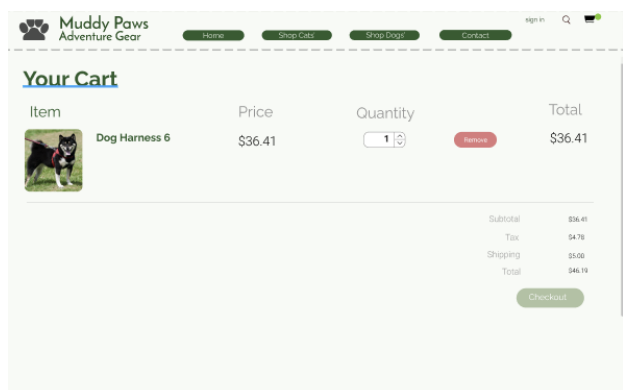 Muddy Paws
Adventure Gear
Home
Shop Cats'
Shop Dogs'
Contact
sign in
Your Cart
Item Price Quantity Total
Dog Harness 6 $36.41 1 Remove $36.41
Subtotal $36.41
Tax $4.78
Shipping $5.00
Total $46.19
Checkout